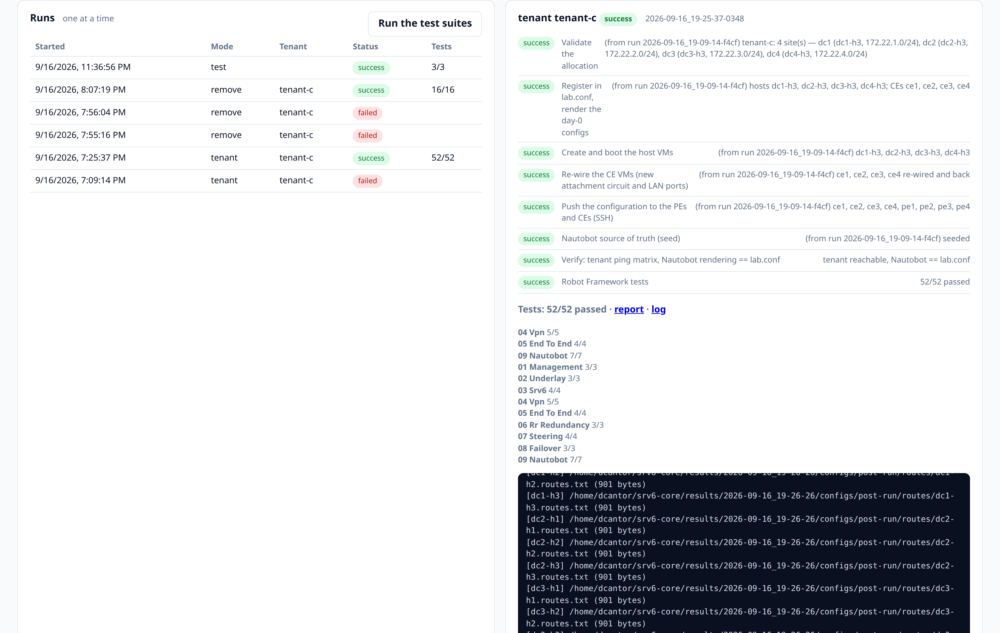 Runs one at a time
Run the test suites
Started Mode Tenant Status Tests
9/16/2026, 11:36:56 PM test success 3/3
9/16/2026, 8:07:19 PM remove tenant-c success 16/16
9/16/2026, 7:56:04 PM remove tenant-c failed
9/16/2026, 7:55:16 PM remove tenant-c failed
9/16/2026, 7:25:37 PM tenant tenant-c success 52/52
9/16/2026, 7:09:14 PM tenant tenant-c failed
tenant tenant-c success 2026-09-16_19-25-37-0348
success Validate (from run 2026-09-16_19-09-14-f4cf) tenant-c: 4 site(s) — dc1 (dc1-h3, 172.22.1.0/24), dc2 (dc2-h3,
the 172.22.2.0/24), dc3 (dc3-h3, 172.22.3.0/24), dc4 (dc4-h3, 172.22.4.0/24)
allocation
success Register in (from run 2026-09-16_19-09-14-f4cf) hosts dc1-h3, dc2-h3, dc3-h3, dc4-h3; CEs ce1, ce2, ce3, ce4
lab.conf,
render the
day-0
configs
success Create and boot the host VMs (from run 2026-09-16_19-09-14-f4cf) dc1-h3, dc2-h3, dc3-h3, dc4-h3
success Re-wire the CE VMs (new (from run 2026-09-16_19-09-14-f4cf) ce1, ce2, ce3, ce4 re-wired and back
attachment circuit and LAN ports)
success Push the configuration to the PEs (from run 2026-09-16_19-09-14-f4cf) ce1, ce2, ce3, ce4, pe1, pe2, pe3, pe4
and CEs (SSH)
success Nautobot source of truth (seed) (from run 2026-09-16_19-09-14-f4cf) seeded
success Verify: tenant ping matrix, Nautobot rendering == lab.conf tenant reachable, Nautobot == lab.conf
success Robot Framework tests 52/52 passed
Tests: 52/52 passed · report · log
04 Vpn 5/5
05 End To End 4/4
09 Nautobot 7/7
01 Management 3/3
02 Underlay 3/3
03 Srv6 4/4
04 Vpn 5/5
05 End To End 4/4
06 Rr Redundancy 3/3
07 Steering 4/4
08 Failover 3/3
09 Nautobot 7/7
[dc1-h2] /home/dcantor/srv6-core/results/2026-09-16_19-26-26/configs/post-run/routes/dc1-
h2.routes.txt (901 bytes)
[dc1-h3] /home/dcantor/srv6-core/results/2026-09-16_19-26-26/configs/post-run/routes/dc1-
h3.routes.txt (901 bytes)
[dc2-h1] /home/dcantor/srv6-core/results/2026-09-16_19-26-26/configs/post-run/routes/dc2-
h1.routes.txt (901 bytes)
[dc2-h2] /home/dcantor/srv6-core/results/2026-09-16_19-26-26/configs/post-run/routes/dc2-
h2.routes.txt (901 bytes)
[dc2-h3] /home/dcantor/srv6-core/results/2026-09-16_19-26-26/configs/post-run/routes/dc2-
h3.routes.txt (901 bytes)
[dc3-h1] /home/dcantor/srv6-core/results/2026-09-16_19-26-26/configs/post-run/routes/dc3-
h1.routes.txt (901 bytes)
[dc3-h2] /home/dcantor/srv6-core/results/2026-09-16_19-26-26/configs/post-run/routes/dc3-
h2.routes.txt (901 bytes)